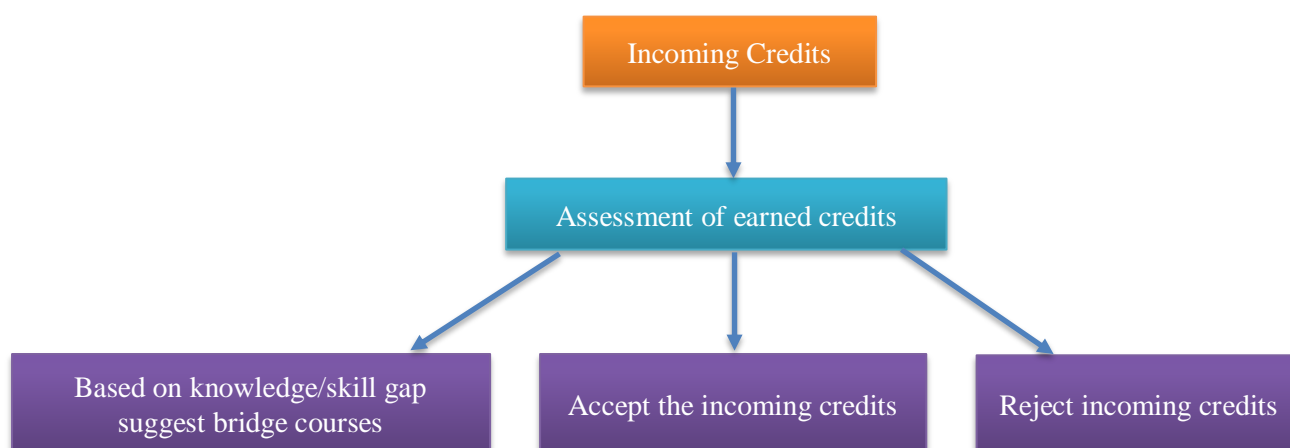 Incoming Credits
Assessment of earned credits
Based on knowledge/skill gap
suggest bridge courses
Accept the incoming credits
Reject incoming credits